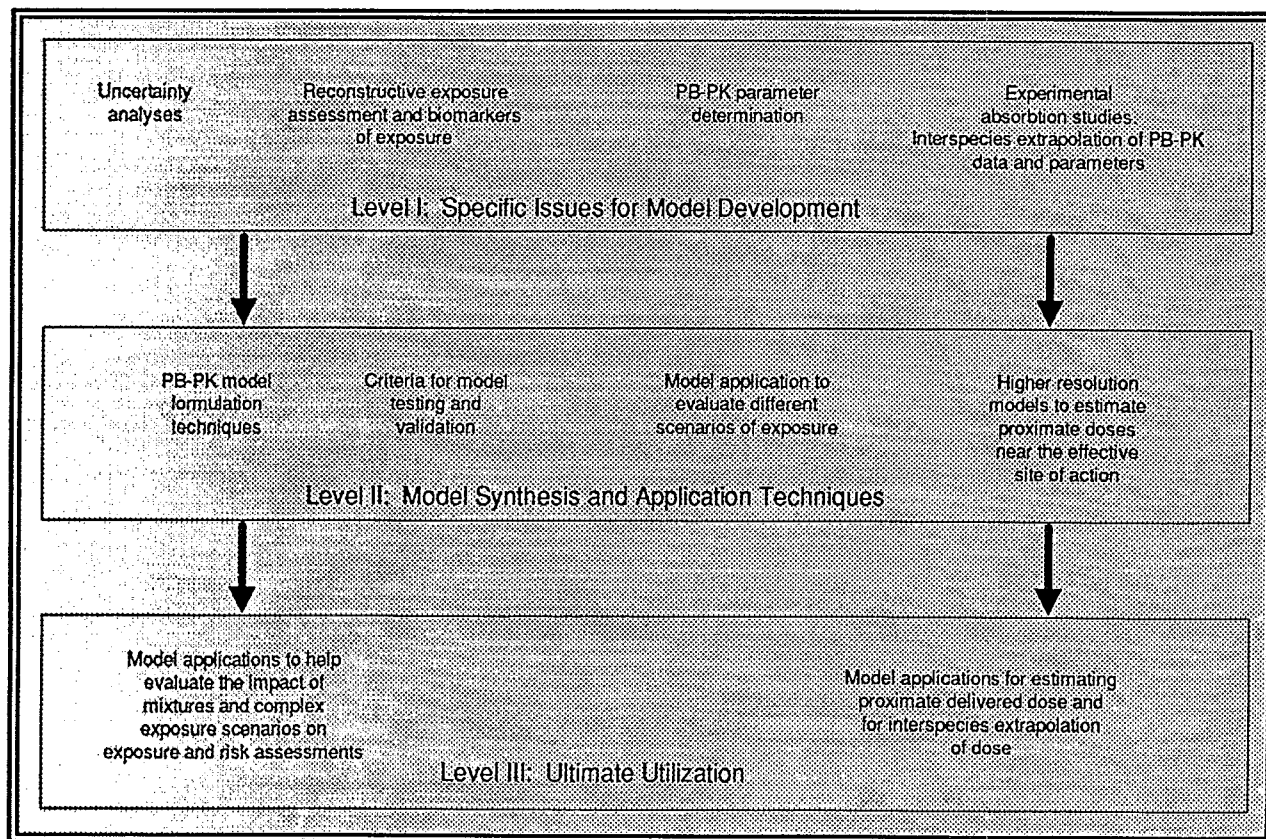 Uncertainty
analyses
Reconstructive exposure
assessment and biomarkers
of exposure
PB-PK parameter
determination
Experimental
absorbtion studies.
Interspecies extrapolation of PB-PK
data and parameters
Level I: Specific Issues for Model Development
PB-PK model
formulation
techniques
Criteria for model
testing and
validation
Model application to
evaluate different
scenarios of exposure
Higher resolution
models to estimate
proximate doses
near the effective
site of action
Level II: Model Synthesis and Application Techniques
Model applications to help
evaluate the impact of
mixtures and complex
exposure scenarios on
exposure and risk assessments
Model applications for estimating
proximate delivered dose and
for interspecies extrapolation
of dose
Level III: Ultimate Utilization